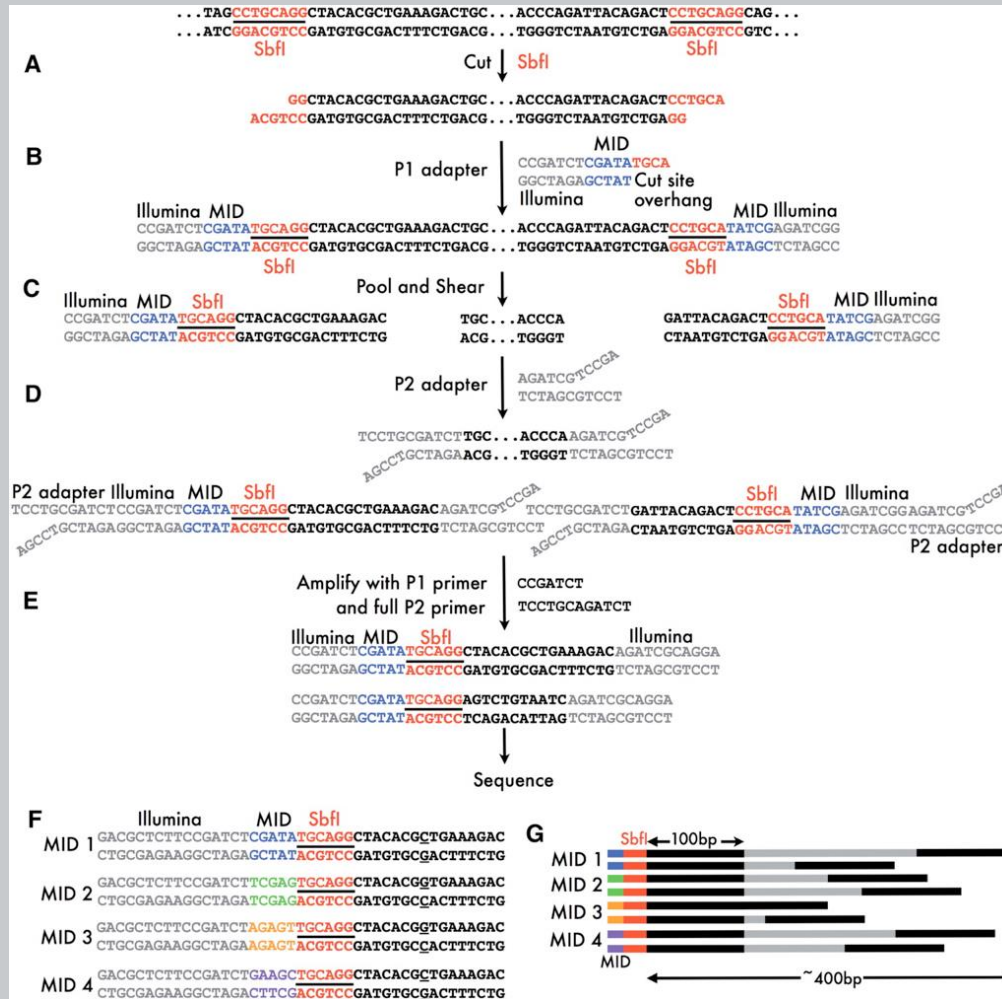 ...TAGCCTGCAGGCTACACGCTGAAAGACTGC...ACCCAGATTACAGACTCCTGCAGGCAG...
...ATCGGACGTCCGATGTGCGACTTTCTGACG...TGGGTCTAATGTCTGAGGACGTCCGTC...
SbfI SbfI
A
Cut SbfI
GGCTACACGCTGAAAGACTGC...ACCCAGATTACAGACTCCTGCA
ACGTCCGATGTGCGACTTTCTGACG...TGGGTCTAATGTCTGAGG
B
MID
P1 adapter
CCGATCTCGATATGCA
GGCTAGAGCTAT Cut site
Illumina overhang
Illumina MID MID Illumina
CCGATCTCGATATGCAGGCTACACGCTGAAAGACTGC...ACCCAGATTACAGACTCCTGCATATCGAGATCGG
GGCTAGAGCTATACGTCCGATGTGCGACTTTCTGACG...TGGGTCTAATGTCTGAGGACGTATAGCTCTAGCC
SbfI SbfI
C
Pool and Shear
Illumina MID SbfI SbfI MID Illumina
CCGATCTCGATATGCAGGCTACACGCTGAAAGAC TGC...ACCCA GATTACAGACTCCTGCATATCGAGATCGG
GGCTAGAGCTATACGTCCGATGTGCGACTTTCTG ACG...TGGGT CTAATGTCTGAGGACGTATAGCTCTAGCC
D
P2 adapter
AGATCGTCCGA
TCTAGCGTCCT
TCCTGCGATCTTGC...ACCCAAGATCGTCCGA
AGCCTGCTAGAACG...TGGGTTCTAGCGTCCT
P2 adapter Illumina MID SbfI SbfI MID Illumina
TCCTGCGATCTCCGATCTCGATATGCAGGCTACACGCTGAAAGACAGATCGTCCGA TCCTGCGATCTGATTACAGACTCCTGCATATCGAGATCGGAGATCGTCCGA
AGCCTGCTAGAGGCTAGAGCTATACGTCCGATGTGCGACTTTCTGTCTAGCGTCCT AGCCTGCTAGACTAATGTCTGAGGACGTATAGCTCTAGCCTCTAGCGTCC
P2 adapter
E
Amplify with P1 primer CCGATCT
and full P2 primer TCCTGCAGATCT
Illumina MID SbfI Illumina
CCGATCTCGATATGCAGGCTACACGCTGAAAGACAGATCGCAGGA
GGCTAGAGCTATACGTCCGATGTGCGACTTTCTGTCTAGCGTCCT
CCGATCTCGATATGCAGGAGTCTGTAATCAGATCGCAGGA
GGCTAGAGCTATACGTCCTCAGACATTAGTCTAGCGTCCT
Sequence
F
Illumina MID SbfI
MID 1
GACGCTCTTCCGATCTCGATATGCAGGCTACACGCTGAAAGAC
CTGCGAGAAGGCTAGAGCTATACGTCCGATGTGCGACTTTCTG
MID 2
GACGCTCTTCCGATCTTCGAGTGCAGGCTACACGGTGAAAGAC
CTGCGAGAAGGCTAGATCGAGACGTCCGATGTGCCACTTTCTG
MID 3
GACGCTCTTCCGATCTAGAGTTGCAGGCTACACGGTGAAAGAC
CTGCGAGAAGGCTAGAAGAGTACGTCCGATGTGCCACTTTCTG
MID 4
GACGCTCTTCCGATCTGAAGCTGCAGGCTACACGCTGAAAGAC
CTGCGAGAAGGCTAGACTTCGACGTCCGATGTGCGACTTTCTG
G
SbfI 100bp
MID 1
MID 2
MID 3
MID 4
MID
~400bp